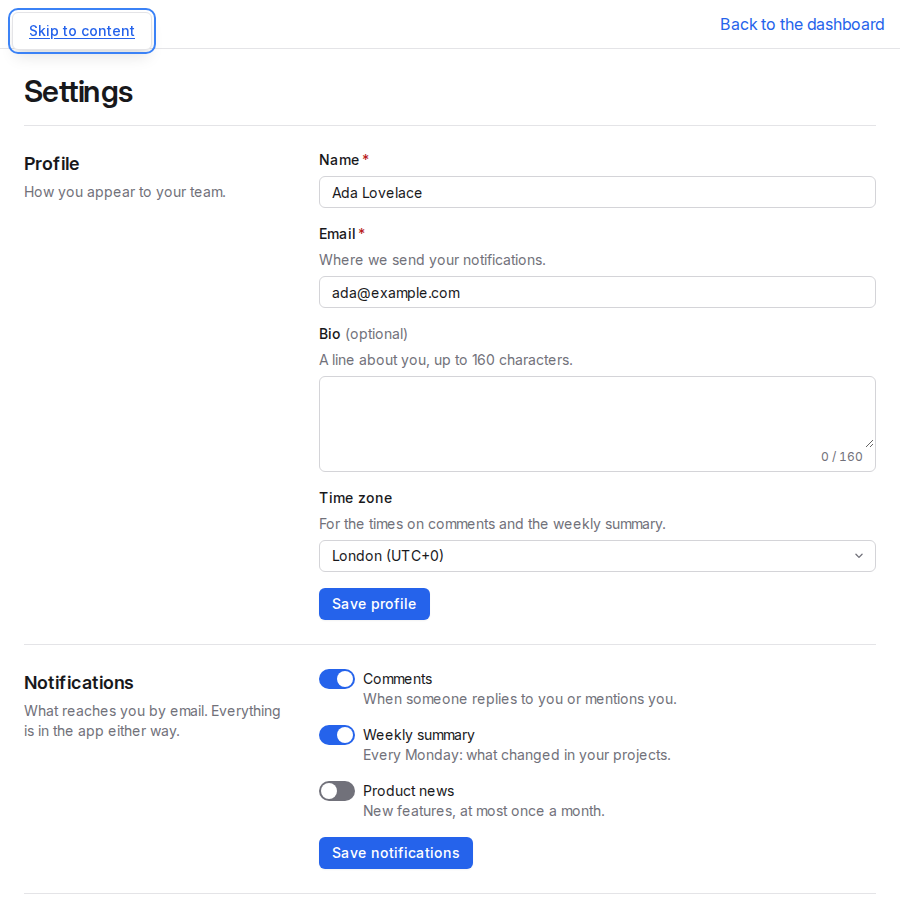 Skip to content
Back to the dashboard
Settings
Profile
How you appear to your team.
Name *
Ada Lovelace
Email *
Where we send your notifications.
ada@example.com
Bio (optional)
A line about you, up to 160 characters.
0 / 160
Time zone
For the times on comments and the weekly summary.
London (UTC+0)
Save profile
Notifications
What reaches you by email. Everything
is in the app either way.
Comments
When someone replies to you or mentions you.
Weekly summary
Every Monday: what changed in your projects.
Product news
New features, at most once a month.
Save notifications